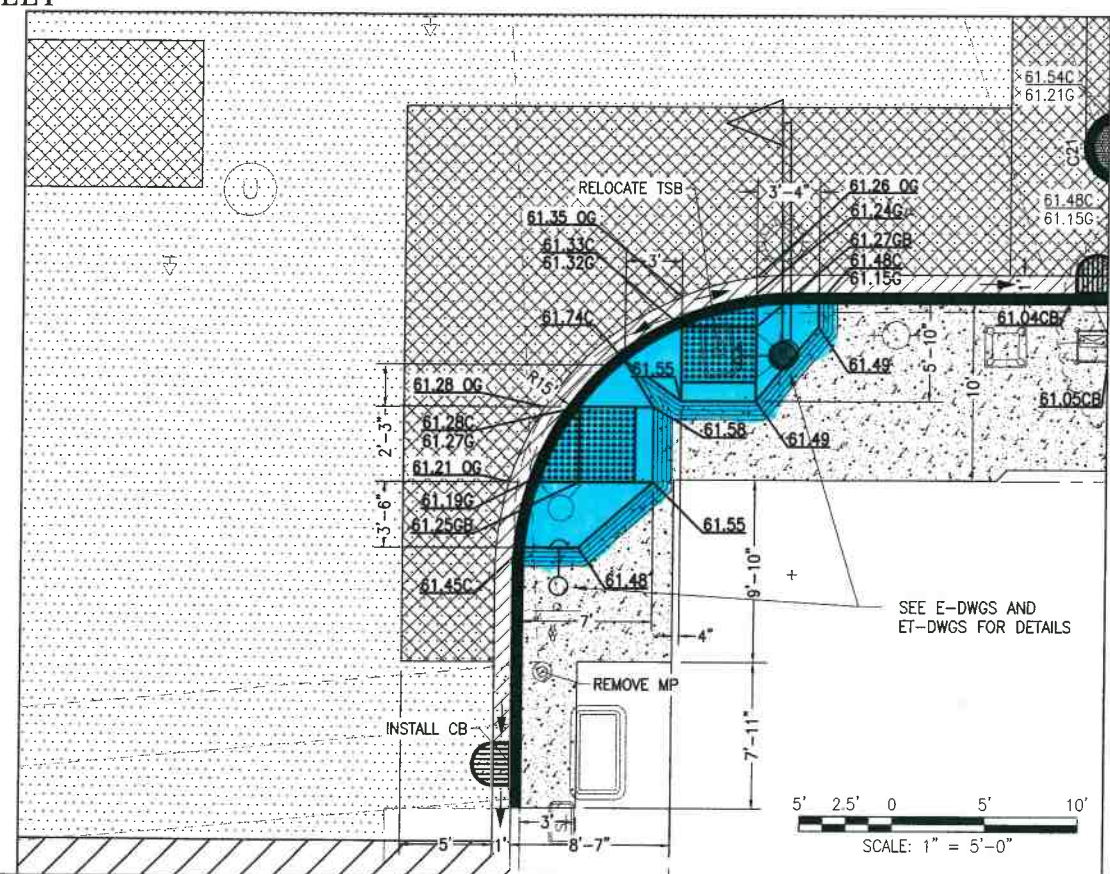 U
61.54C
61.21G
C21
RELOCATE TSB
3'-4"
61.26 OG
61.35 OG
61.24G
61.48C
61.15G
61.33C
61.32G
3'
61.27GB
61.48C
61.15G
1'
61.74C
61.04CB
R15'
61.55
61.49
5'-10"
10'
61.28 OG
61.05CB
61.28C
61.27G
2'-3"
61.58
61.49
61.21 OG
61.19G
61.25GB
61.55
3'-6"
61.45C
61.48
9'-10"
SEE E-DWGS AND
ET-DWGS FOR DETAILS
7'
4"
REMOVE MP
INSTALL CB
7'-11"
5' 2.5' 0 5' 10'
SCALE: 1" = 5'-0"
3'
5' 1' 8'-7"